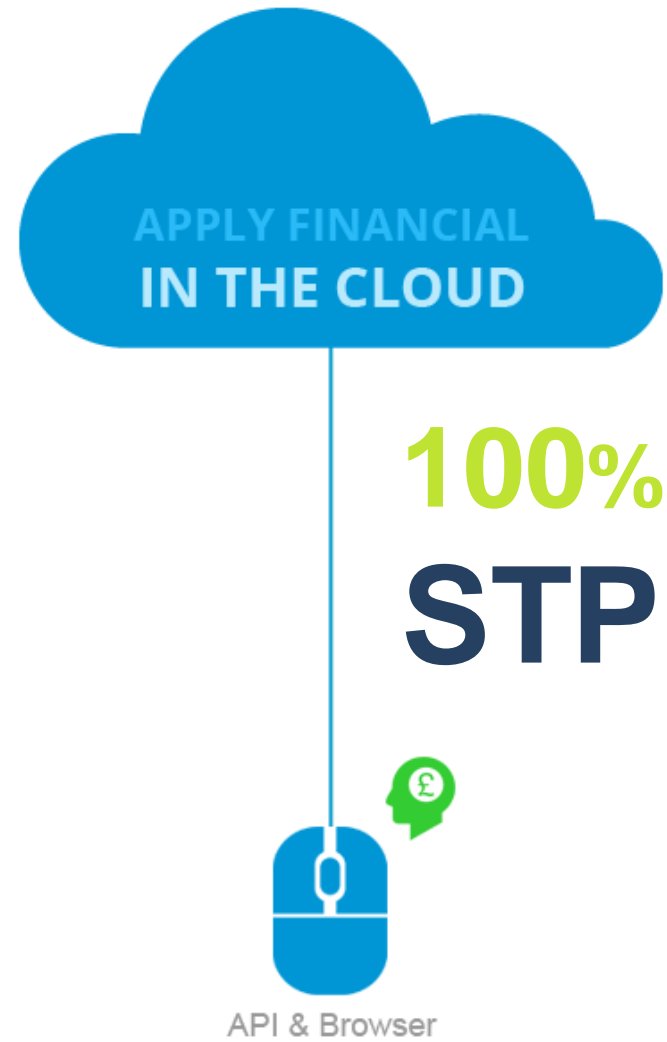 APPLY FINANCIAL
IN THE CLOUD
100%
STP
£
API & Browser